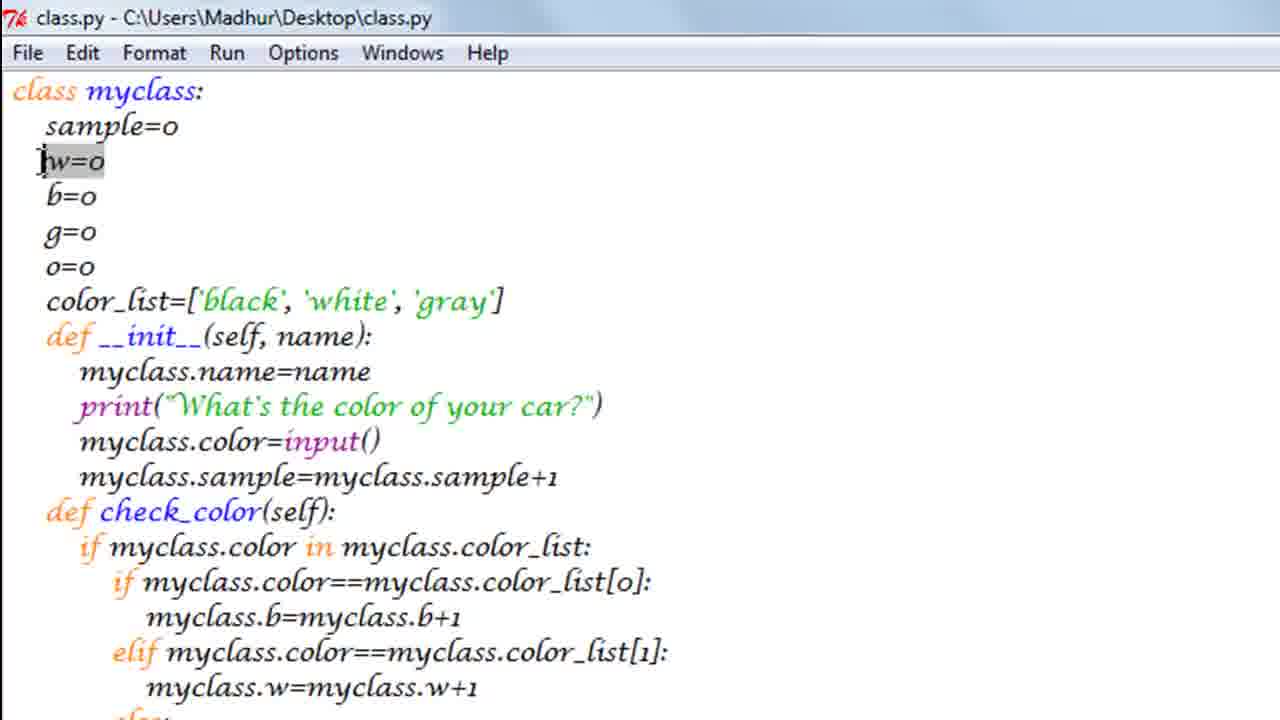 class.py - C:\Users\Madhur\Desktop\class.py
File Edit Format Run Options Windows Help
class myclass:
    sample=0
    w=0
    b=0
    g=0
    o=0
    color_list=['black', 'white', 'gray']
    def __init__(self, name):
        myclass.name=name
        print("What's the color of your car?")
        myclass.color=input()
        myclass.sample=myclass.sample+1
    def check_color(self):
        if myclass.color in myclass.color_list:
            if myclass.color==myclass.color_list[0]:
                myclass.b=myclass.b+1
            elif myclass.color==myclass.color_list[1]:
                myclass.w=myclass.w+1
            else: